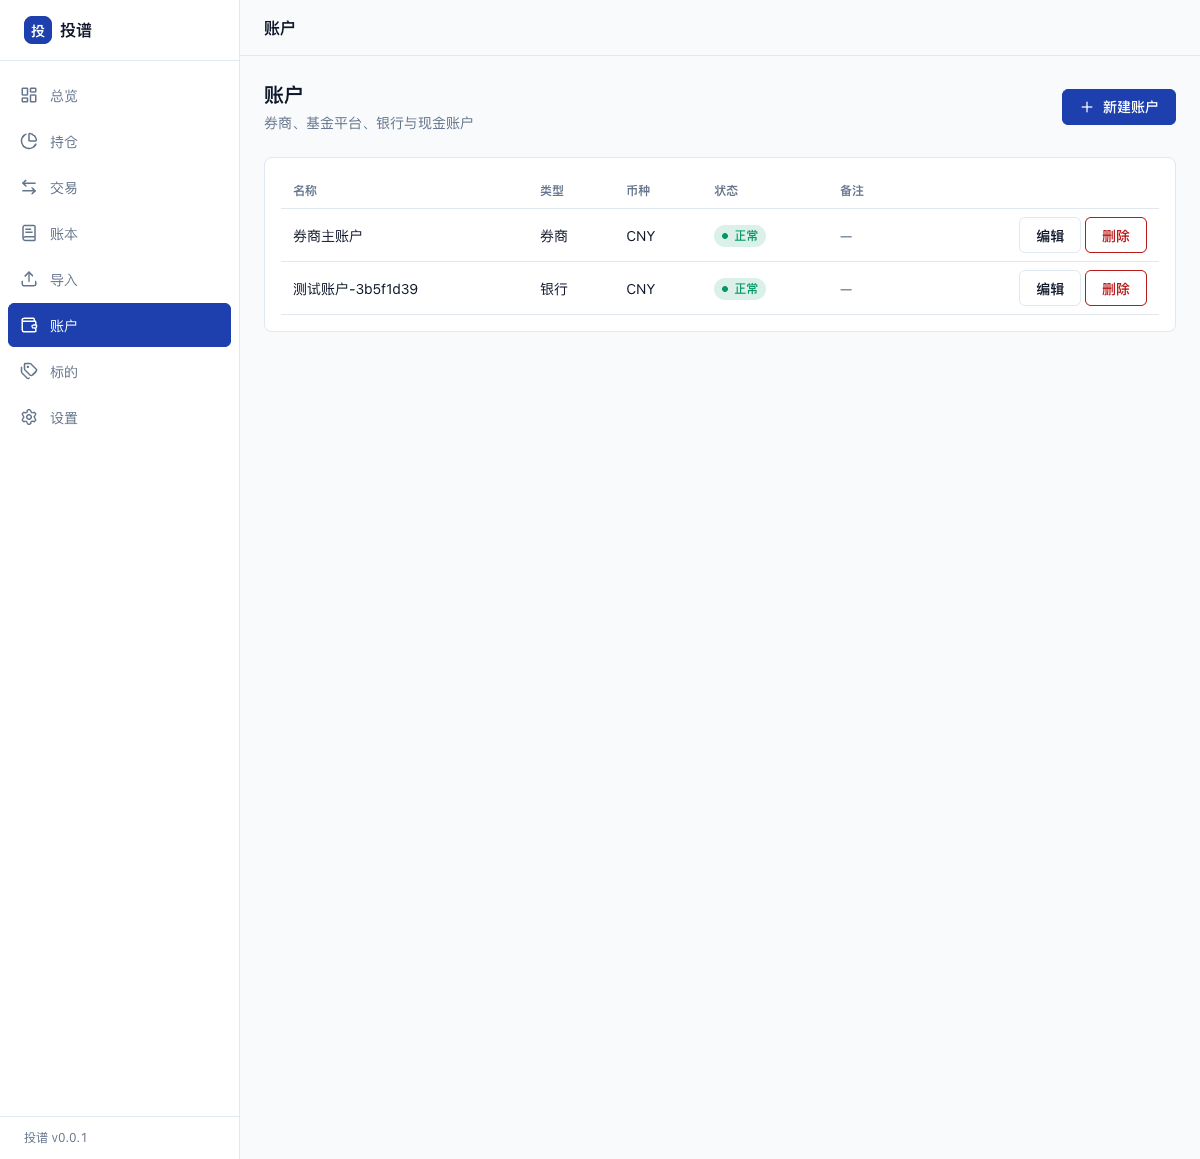 投 投谱
总览
持仓
交易
账本
导入
账户
标的
设置
投谱 v0.0.1
账户
账户
券商、基金平台、银行与现金账户
新建账户
名称 类型 币种 状态 备注
券商主账户 券商 CNY 正常 — 编辑 删除
测试账户-3b5f1d39 银行 CNY 正常 — 编辑 删除